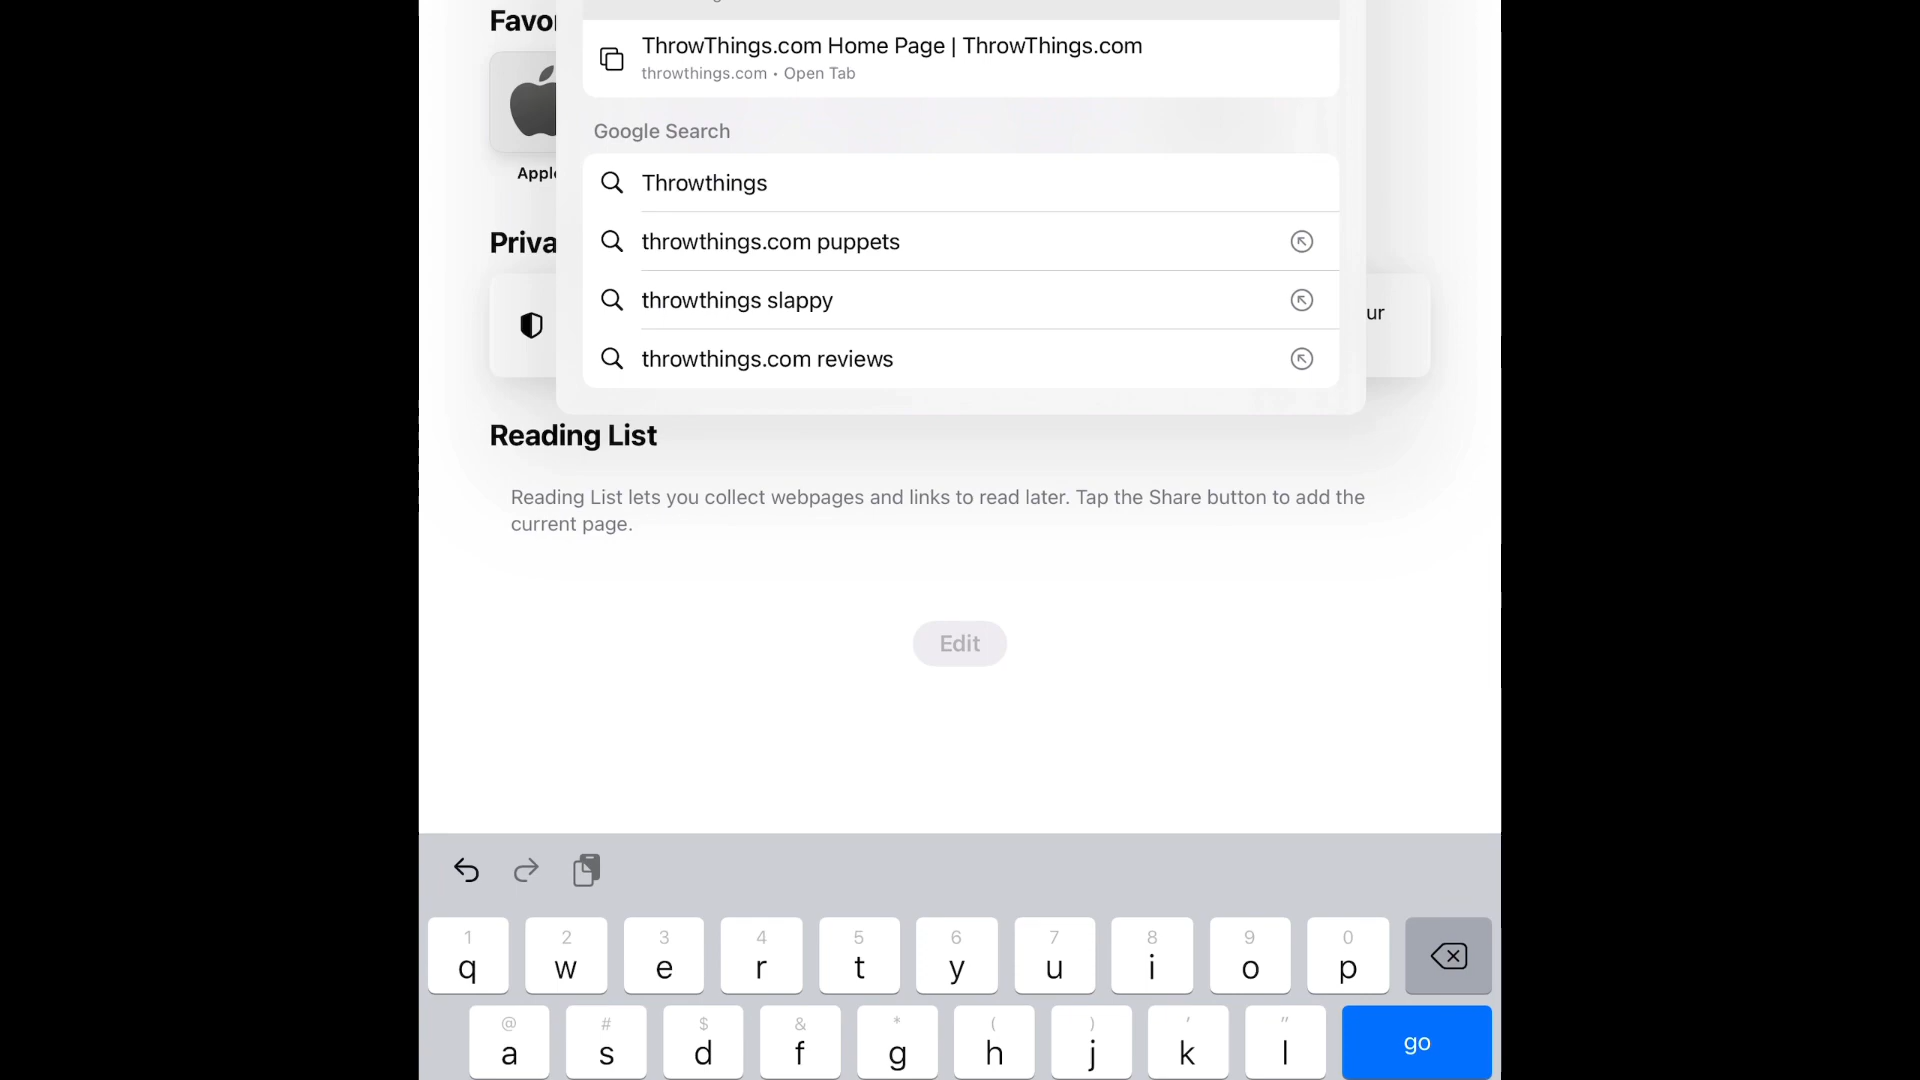 Favo
ThrowThings.com Home Page | ThrowThings.com
throwthings.com • Open Tab
Google Search
Apple
Throwthings
throwthings.com puppets
Priva
throwthings slappy
ur
throwthings.com reviews
Reading List
Reading List lets you collect webpages and links to read later. Tap the Share button to add the
current page.
Edit
1 2 3 4 5 6 7 8 9 0
q w e r t y u i o p
@ # $ & * ( ) ' "
a s d f g h j k l go